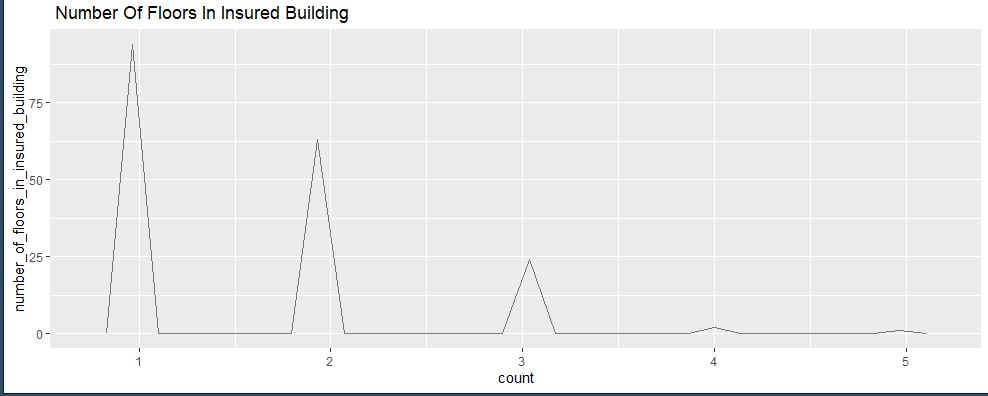 Number Of Floors In Insured Building
number_of_floors_in_insured_building
75
50
25
0
1 2 3 4 5
count